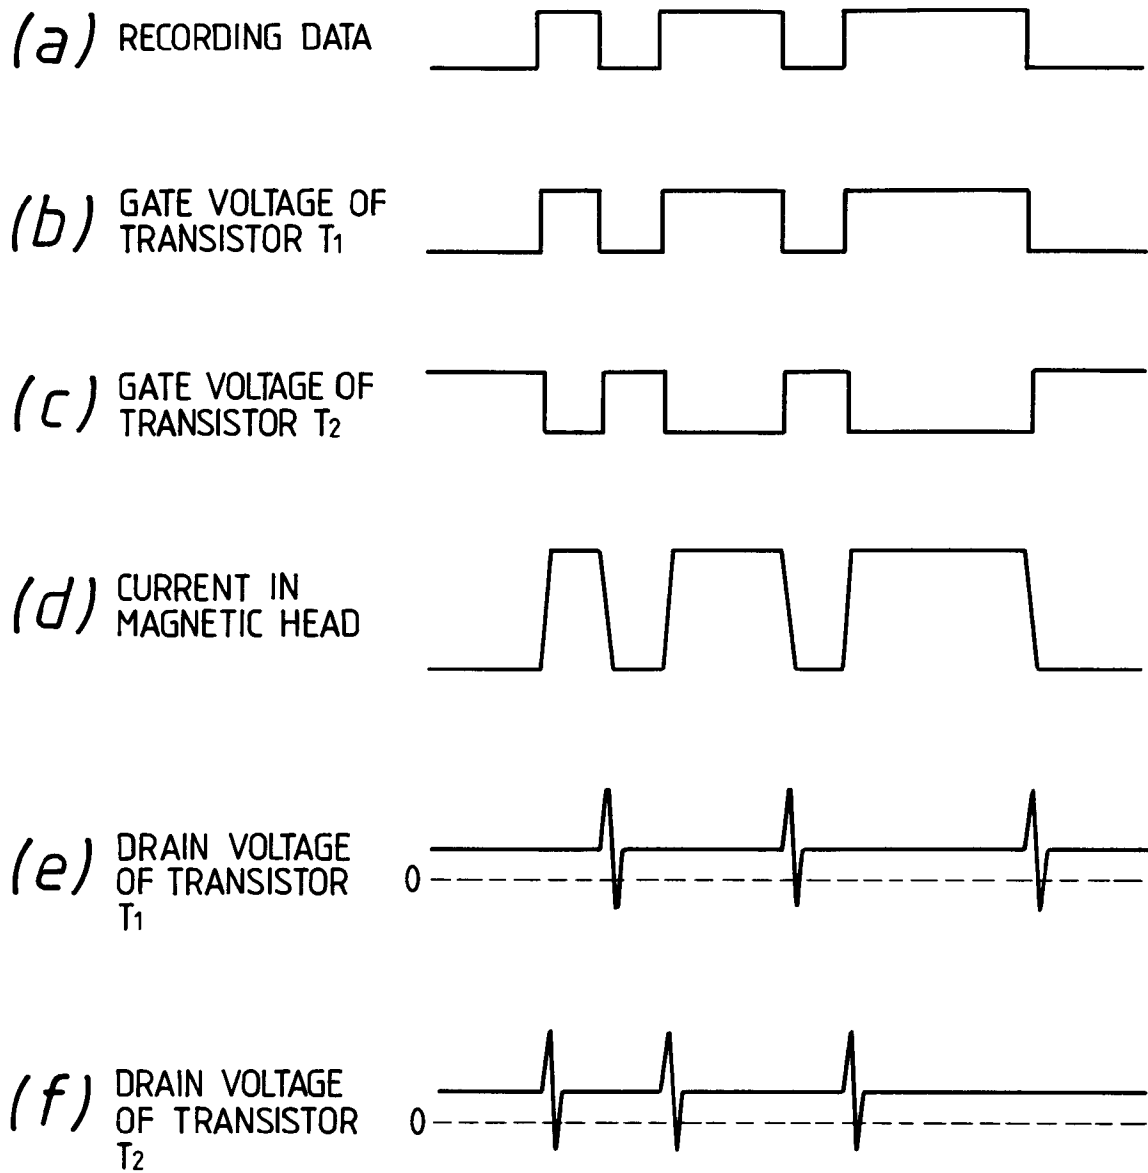 (a) RECORDING DATA
(b) GATE VOLTAGE OF
TRANSISTOR T1
(c) GATE VOLTAGE OF
TRANSISTOR T2
(d) CURRENT IN
MAGNETIC HEAD
(e) DRAIN VOLTAGE
OF TRANSISTOR
T1
0
(f) DRAIN VOLTAGE
OF TRANSISTOR
T2
0